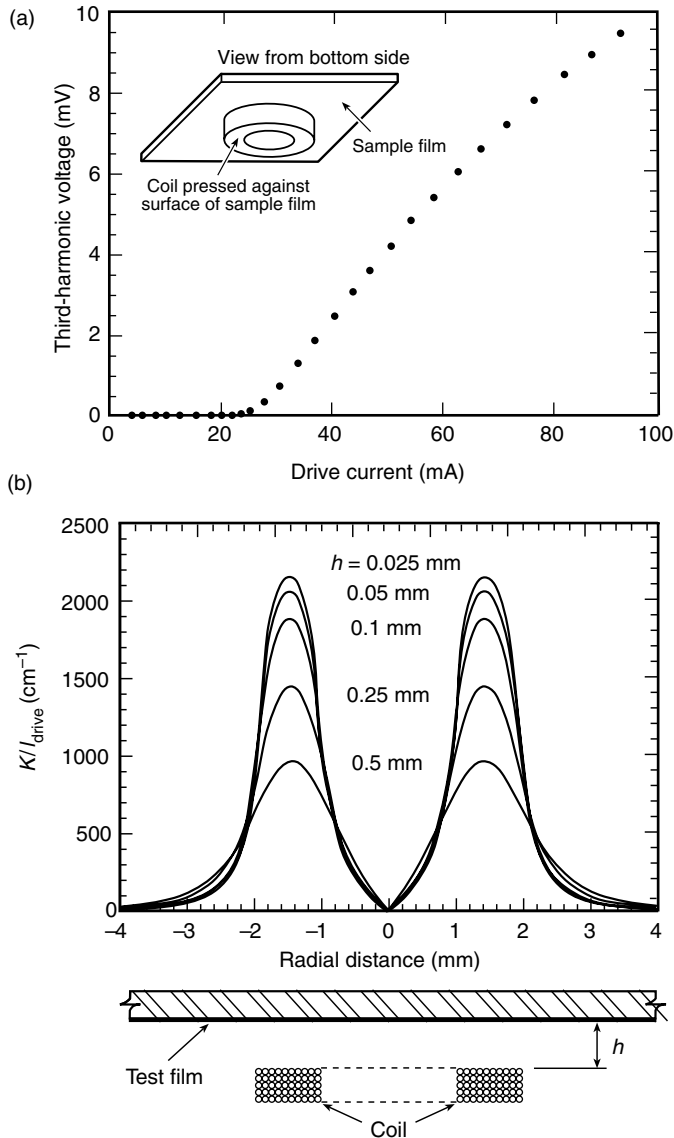 (a)
10
8
6
4
2
0
Third-harmonic voltage (mV)
View from bottom side
Sample film
Coil pressed against
surface of sample film
0
20
40
60
80
100
Drive current (mA)
(b)
2500
2000
1500
1000
500
0
K/I_drive (cm⁻¹)
h = 0.025 mm
0.05 mm
0.1 mm
0.25 mm
0.5 mm
–4
–3
–2
–1
0
1
2
3
4
Radial distance (mm)
Test film
h
Coil